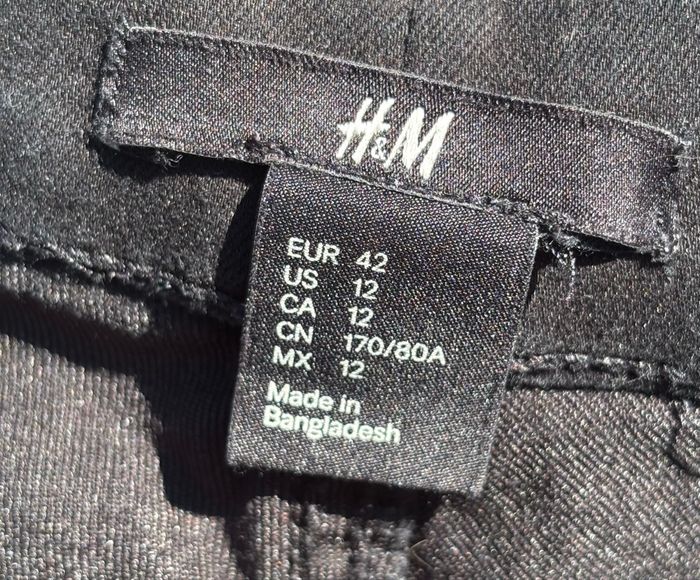 H&M
EUR 42
US 12
CA 12
CN 170/80A
MX 12
Made in
Bangladesh